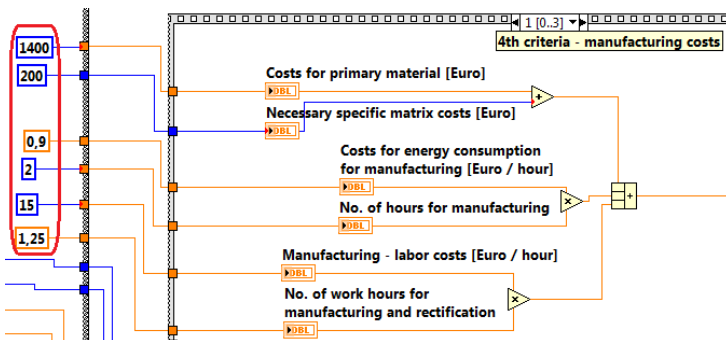 1 [0..3]
4th criteria - manufacturing costs
1400
200
Costs for primary material [Euro]
DBL
+
Necessary specific matrix costs [Euro]
DBL
0,9
2
15
1,25
Costs for energy consumption
for manufacturing [Euro / hour]
DBL
×
No. of hours for manufacturing
DBL
+
Manufacturing - labor costs [Euro / hour]
DBL
No. of work hours for
manufacturing and rectification
×
DBL